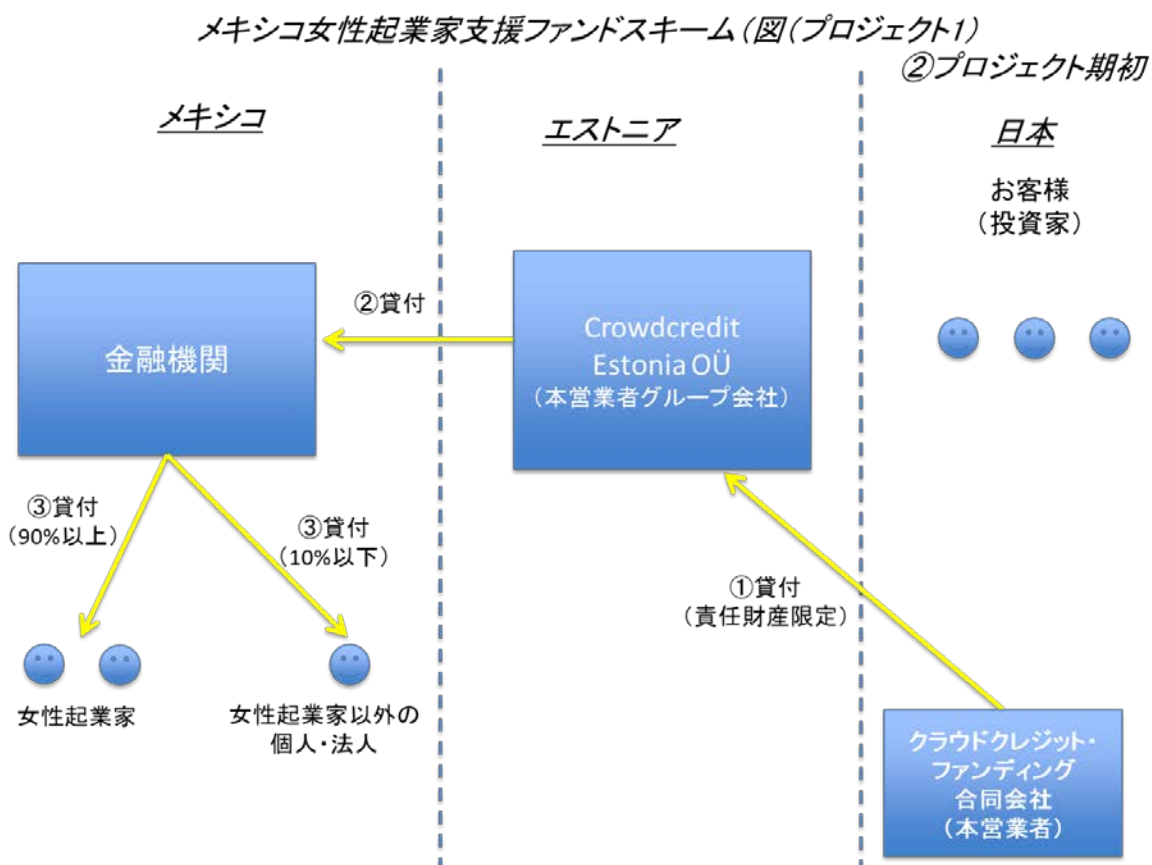 メキシコ女性起業家支援ファンドスキーム(図(プロジェクト1)
②プロジェクト期初
メキシコ
エストニア
日本
お客様
(投資家)
金融機関
②貸付
Crowdcredit
Estonia OÜ
(本営業者グループ会社)
③貸付
(90%以上)
③貸付
(10%以下)
①貸付
(責任財産限定)
女性起業家
女性起業家以外の
個人・法人
クラウドクレジット・
ファンディング
合同会社
(本営業者)